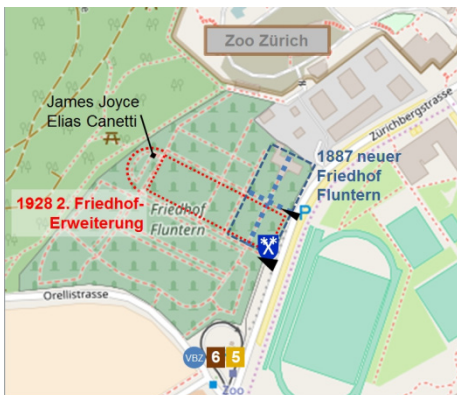 Zoo Zürich
James Joyce
Elias Canetti
Zürichbergstrasse
1887 neuer
Friedhof
Fluntern
P
1928 2. Friedhof-
Erweiterung
Friedhof
Fluntern
Orellistrasse
VBZ 6 5
Zoo